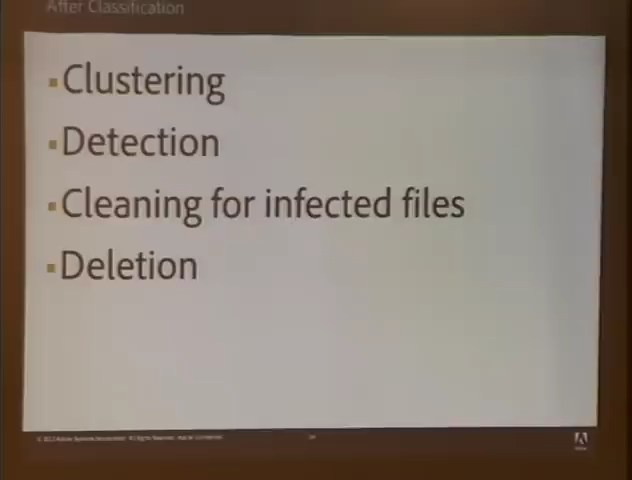 After Classification
▪Clustering
▪Detection
▪Cleaning for infected files
▪Deletion